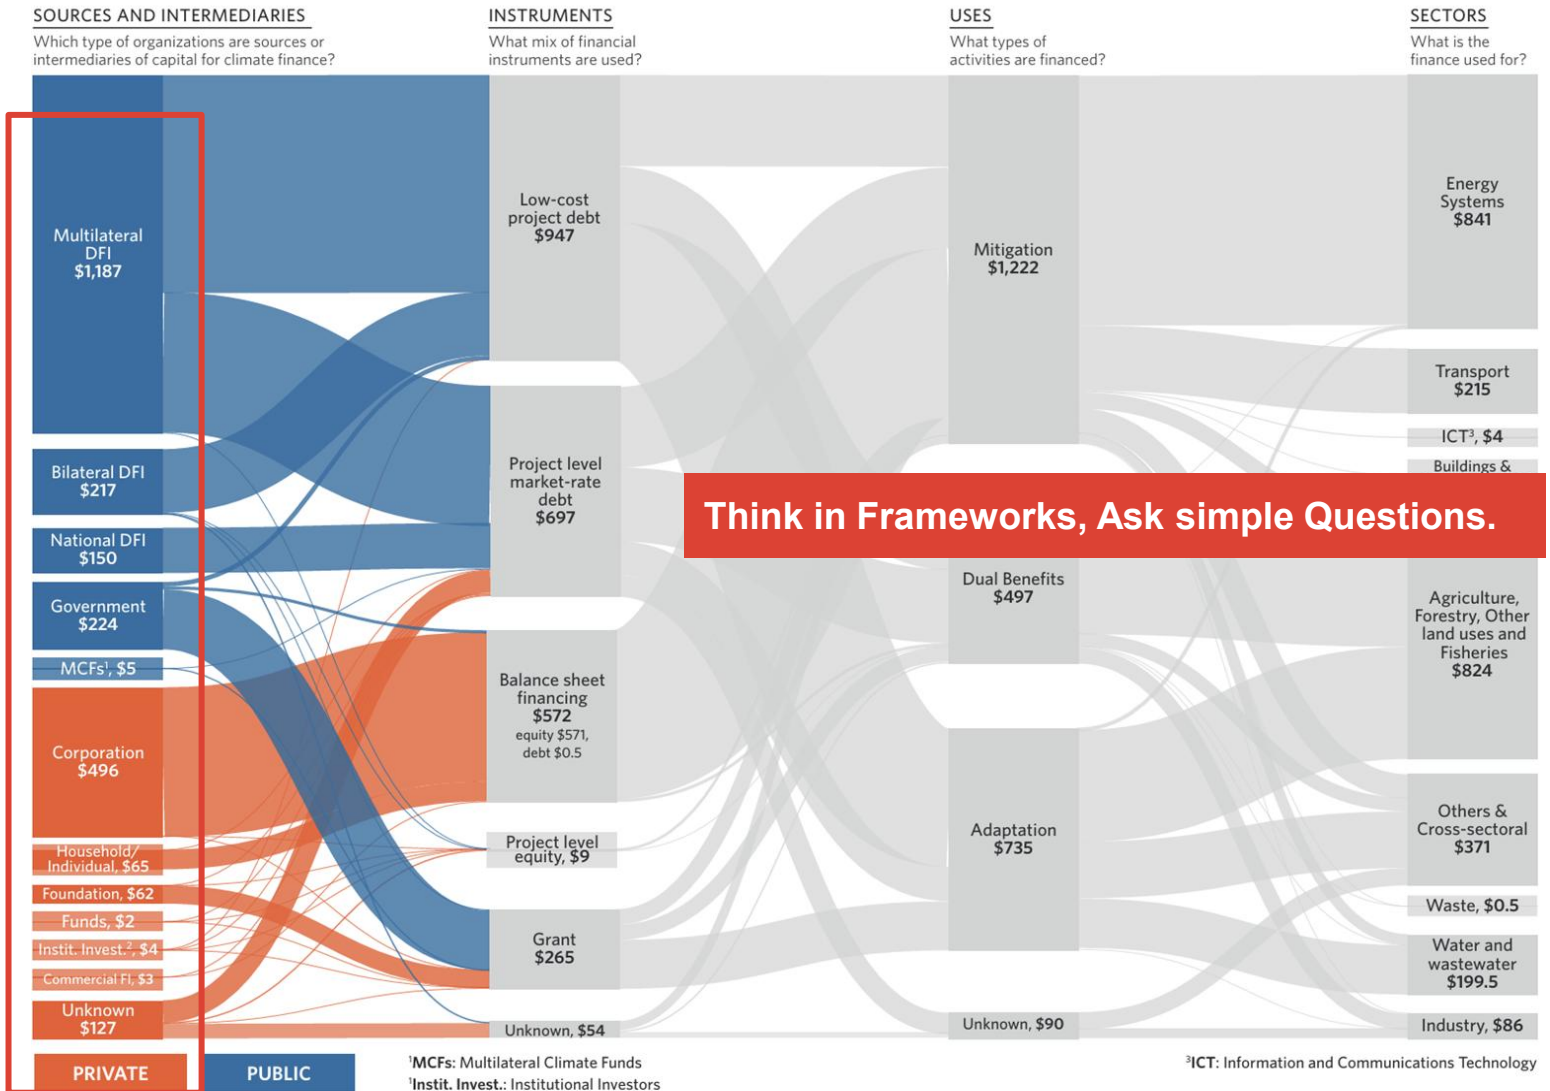 SOURCES AND INTERMEDIARIES
Which type of organizations are sources or
intermediaries of capital for climate finance?
Multilateral
DFI
$1,187
Bilateral DFI
$217
National DFI
$150
Government
$224
MCFs¹, $5
Corporation
$496
Household/
Individual, $65
Foundation, $62
Funds, $2
Instit. Invest.², $4
Commercial FI, $3
Unknown
$127
PRIVATE
PUBLIC
INSTRUMENTS
What mix of financial
instruments are used?
Low-cost
project debt
$947
Project level
market-rate
debt
$697
Balance sheet
financing
$572
equity $571,
debt $0.5
Project level
equity, $9
Grant
$265
Unknown, $54
USES
What types of
activities are financed?
Mitigation
$1,222
Think in Frameworks, Ask simple Questions.
Dual Benefits
$497
Adaptation
$735
Unknown, $90
SECTORS
What is the
finance used for?
Energy
Systems
$841
Transport
$215
ICT³, $4
Buildings &
Agriculture,
Forestry, Other
land uses and
Fisheries
$824
Others &
Cross-sectoral
$371
Waste, $0.5
Water and
wastewater
$199.5
Industry, $86
¹MCFs: Multilateral Climate Funds
¹Instit. Invest.: Institutional Investors
³ICT: Information and Communications Technology